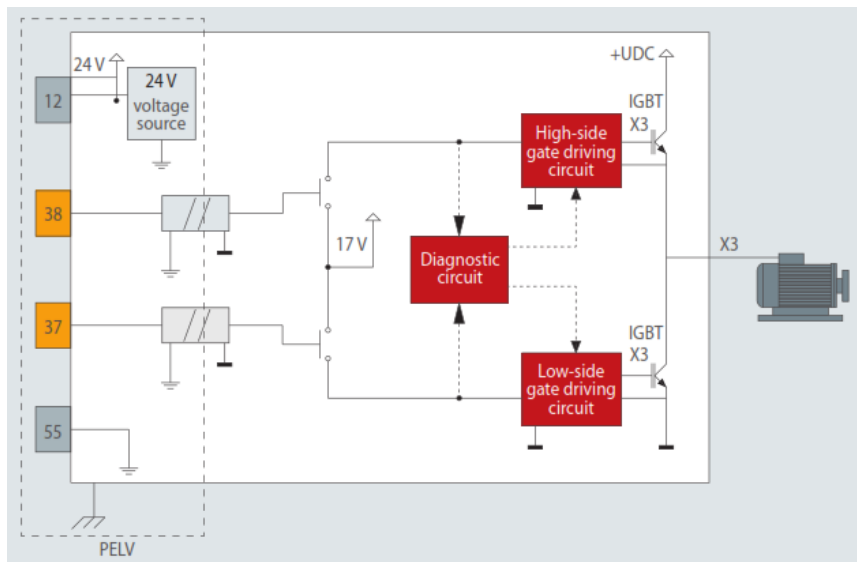 24 V
12
24 V
voltage
source
+UDC
IGBT
X3
High-side
gate driving
circuit
38
17 V
Diagnostic
circuit
X3
37
IGBT
X3
Low-side
gate driving
circuit
55
PELV